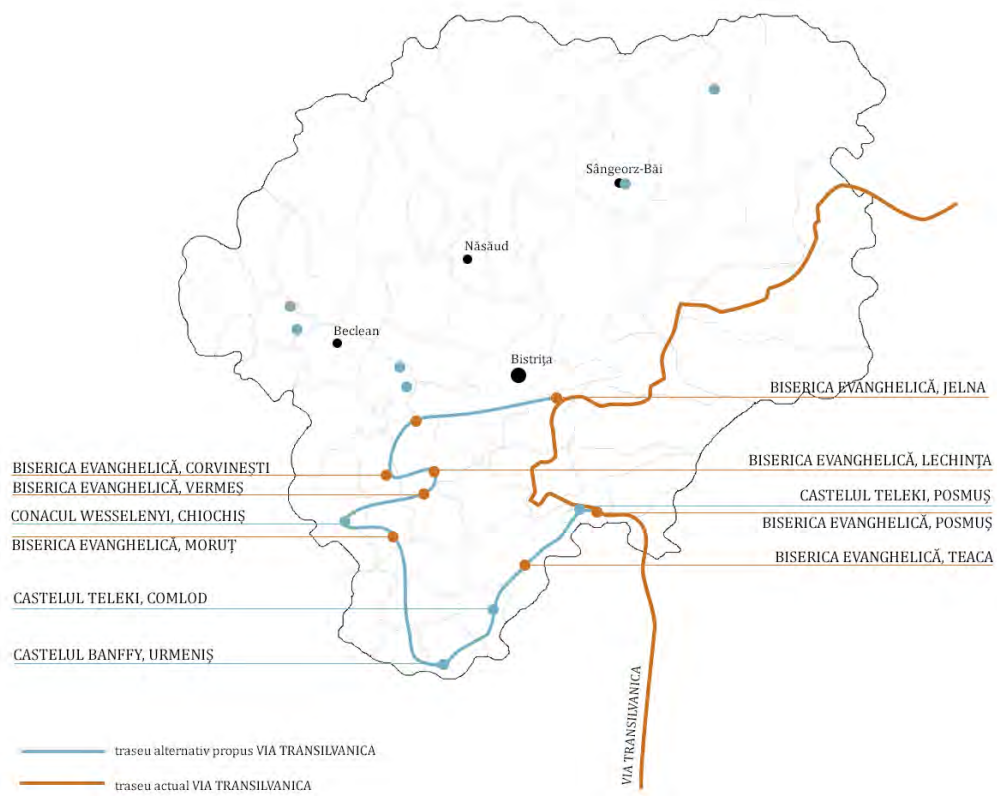 Sângeorz-Băi
Năsăud
Beclean
Bistrița
BISERICA EVANGHELICĂ, JELNA
BISERICA EVANGHELICĂ, CORVINEȘTI
BISERICA EVANGHELICĂ, LECHINȚA
BISERICA EVANGHELICĂ, VERMEȘ
CASTELUL TELEKI, POSMUȘ
CONACUL WESSELENYI, CHIOCHIȘ
BISERICA EVANGHELICĂ, POSMUȘ
BISERICA EVANGHELICĂ, MORUȚ
BISERICA EVANGHELICĂ, TEACA
CASTELUL TELEKI, COMLOD
CASTELUL BANFFY, URMENIȘ
VIA TRANSILVANICA
traseu alternativ propus VIA TRANSILVANICA
traseu actual VIA TRANSILVANICA